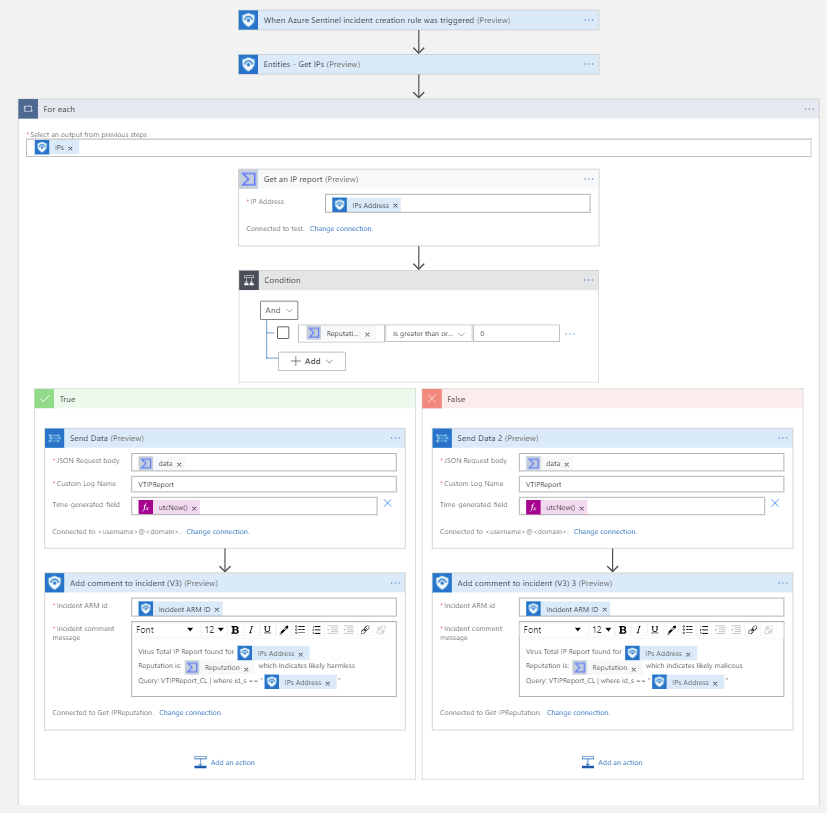 When Azure Sentinel incident creation rule was triggered (Preview)
Entities - Get IPs (Preview)
For each
* Select an output from previous steps
IPs ×
Get an IP report (Preview)
* IP Address
IPs Address ×
Connected to test. Change connection.
Condition
And
Reputati... × is greater than or... 0
Add
True
Send Data (Preview)
* JSON Request body data ×
* Custom Log Name VTIPReport
Time-generated-field fx utcNow() ×
Connected to <username>@<domain>. Change connection.
Add comment to incident (V3) (Preview)
* Incident ARM id Incident ARM ID ×
* Incident comment message
Font 12 B I U
Virus Total IP Report found for IPs Address ×
Reputation is: Reputation × which indicates likely harmless
Query: VTIPReport_CL | where id_s == " IPs Address × "
Connected to Get-IPReputation. Change connection.
Add an action
False
Send Data 2 (Preview)
* JSON Request body data ×
* Custom Log Name VTIPReport
Time-generated-field fx utcNow() ×
Connected to <username>@<domain>. Change connection.
Add comment to incident (V3) 3 (Preview)
* Incident ARM id Incident ARM ID ×
* Incident comment message
Font 12 B I U
Virus Total IP Report found for IPs Address ×
Reputation is: Reputation × which indicates likely malicous
Query: VTIPReport_CL | where id_s == " IPs Address × "
Connected to Get-IPReputation. Change connection.
Add an action